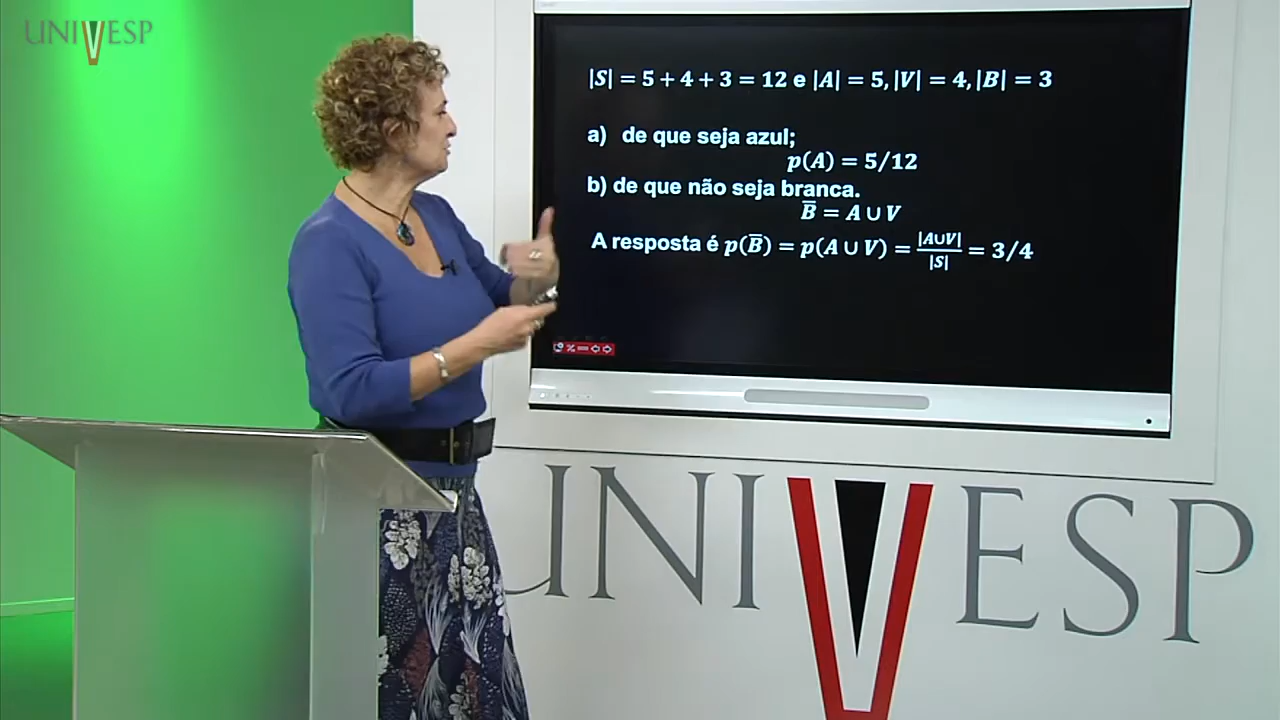 UNIVESP
|S| = 5 + 4 + 3 = 12 e |A| = 5, |V| = 4, |B| = 3
a) de que seja azul;
p(A) = 5/12
b) de que não seja branca.
B̅ = A ∪ V
A resposta é p(B̅) = p(A ∪ V) = |A∪V|/|S| = 3/4
UNIVESP